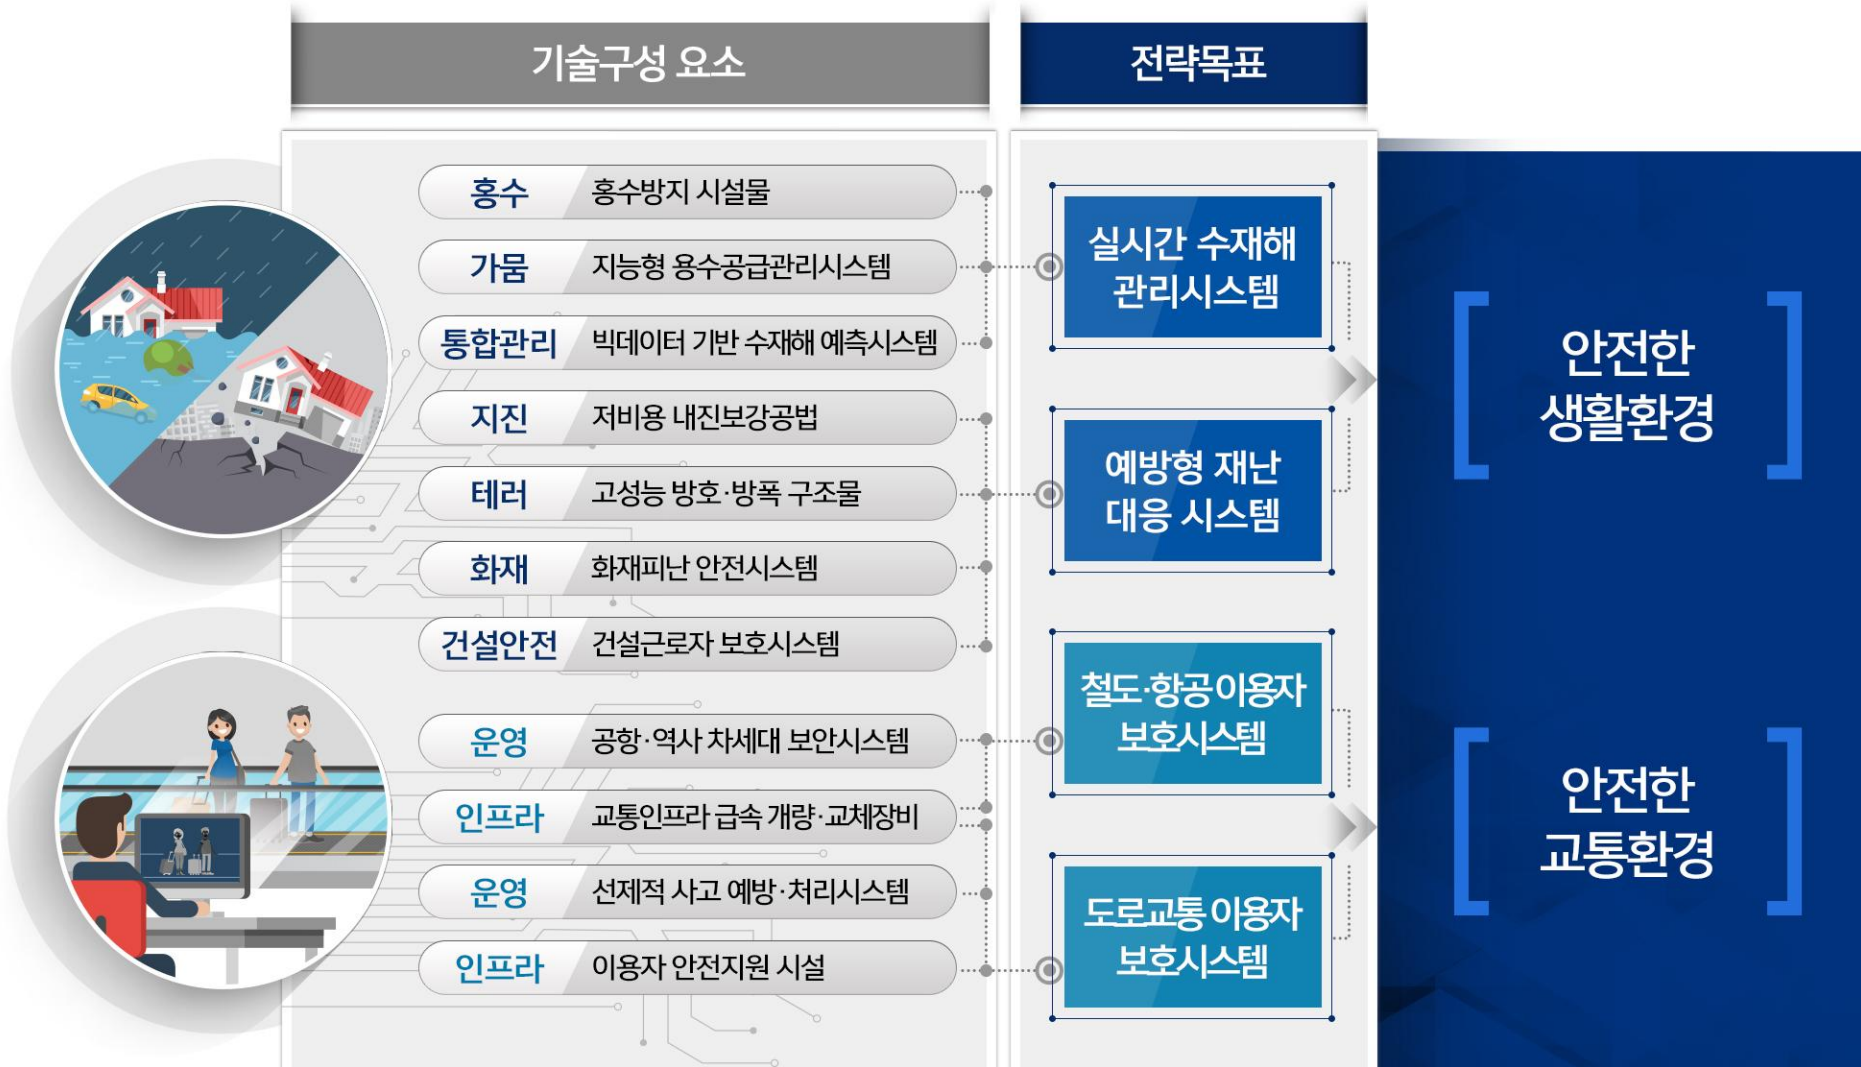 기술구성 요소
전략목표
홍수 홍수방지 시설물
가뭄 지능형 용수공급관리시스템
통합관리 빅데이터 기반 수재해 예측시스템
지진 저비용 내진보강공법
테러 고성능 방호·방폭 구조물
화재 화재피난 안전시스템
건설안전 건설근로자 보호시스템
운영 공항·역사 차세대 보안시스템
인프라 교통인프라 급속 개량·교체장비
운영 선제적 사고 예방·처리시스템
인프라 이용자 안전지원 시설
실시간 수재해
관리시스템
예방형 재난
대응 시스템
철도·항공 이용자
보호시스템
도로교통 이용자
보호시스템
안전한
생활환경
안전한
교통환경